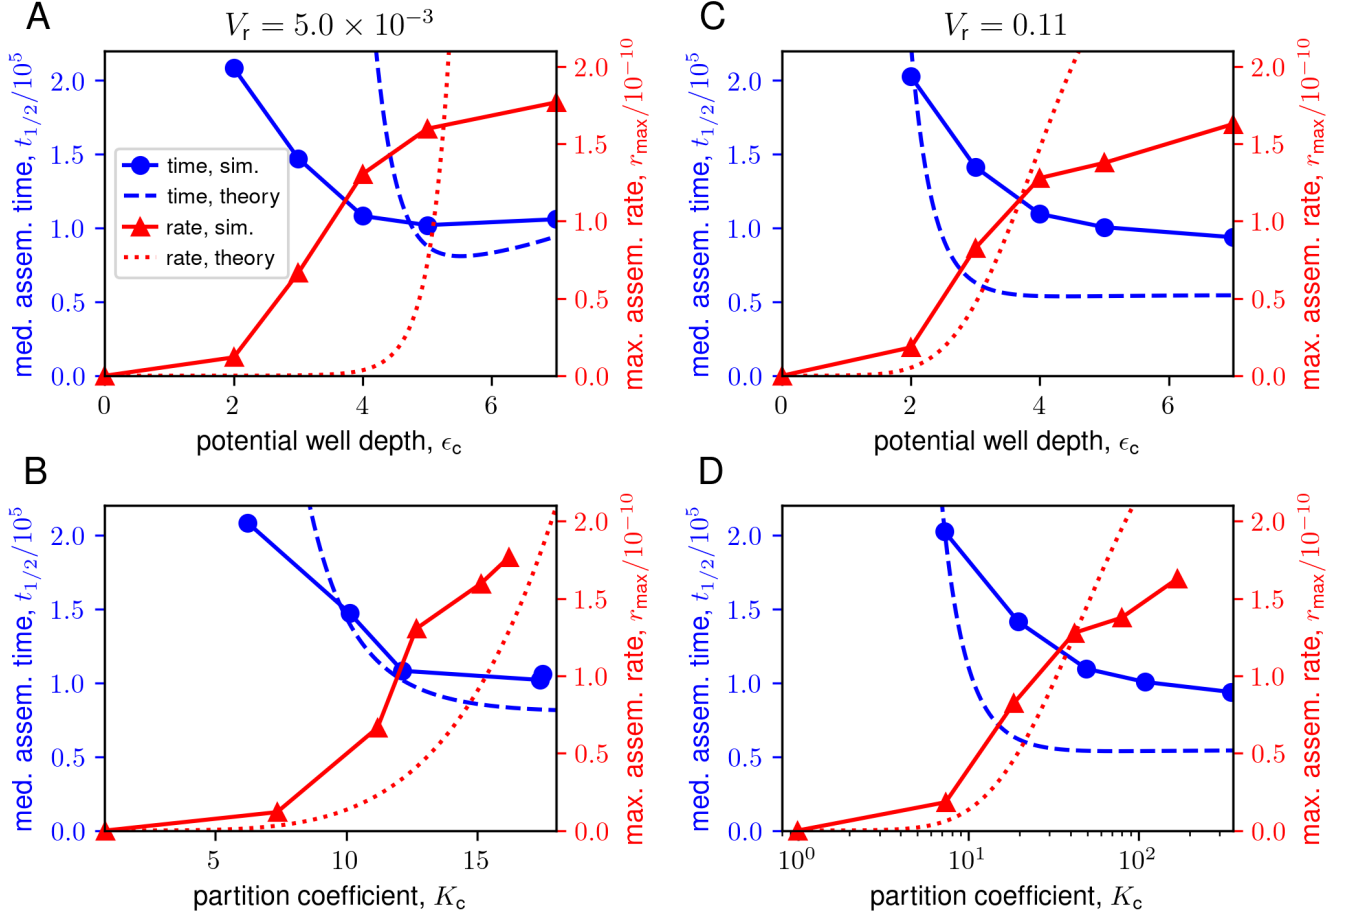 A
V_r = 5.0 × 10^−3
med. assem. time, t_1/2/10^5
2.0
1.5
1.0
0.5
0.0
time, sim.
time, theory
rate, sim.
rate, theory
2.0
1.5
1.0
0.5
0.0
max. assem. rate, r_max/10^−10
0 2 4 6
potential well depth, ϵ_c
C
V_r = 0.11
med. assem. time, t_1/2/10^5
2.0
1.5
1.0
0.5
0.0
2.0
1.5
1.0
0.5
0.0
max. assem. rate, r_max/10^−10
0 2 4 6
potential well depth, ϵ_c
B
med. assem. time, t_1/2/10^5
2.0
1.5
1.0
0.5
0.0
2.0
1.5
1.0
0.5
0.0
max. assem. rate, r_max/10^−10
5 10 15
partition coefficient, K_c
D
med. assem. time, t_1/2/10^5
2.0
1.5
1.0
0.5
0.0
2.0
1.5
1.0
0.5
0.0
max. assem. rate, r_max/10^−10
10^0 10^1 10^2
partition coefficient, K_c